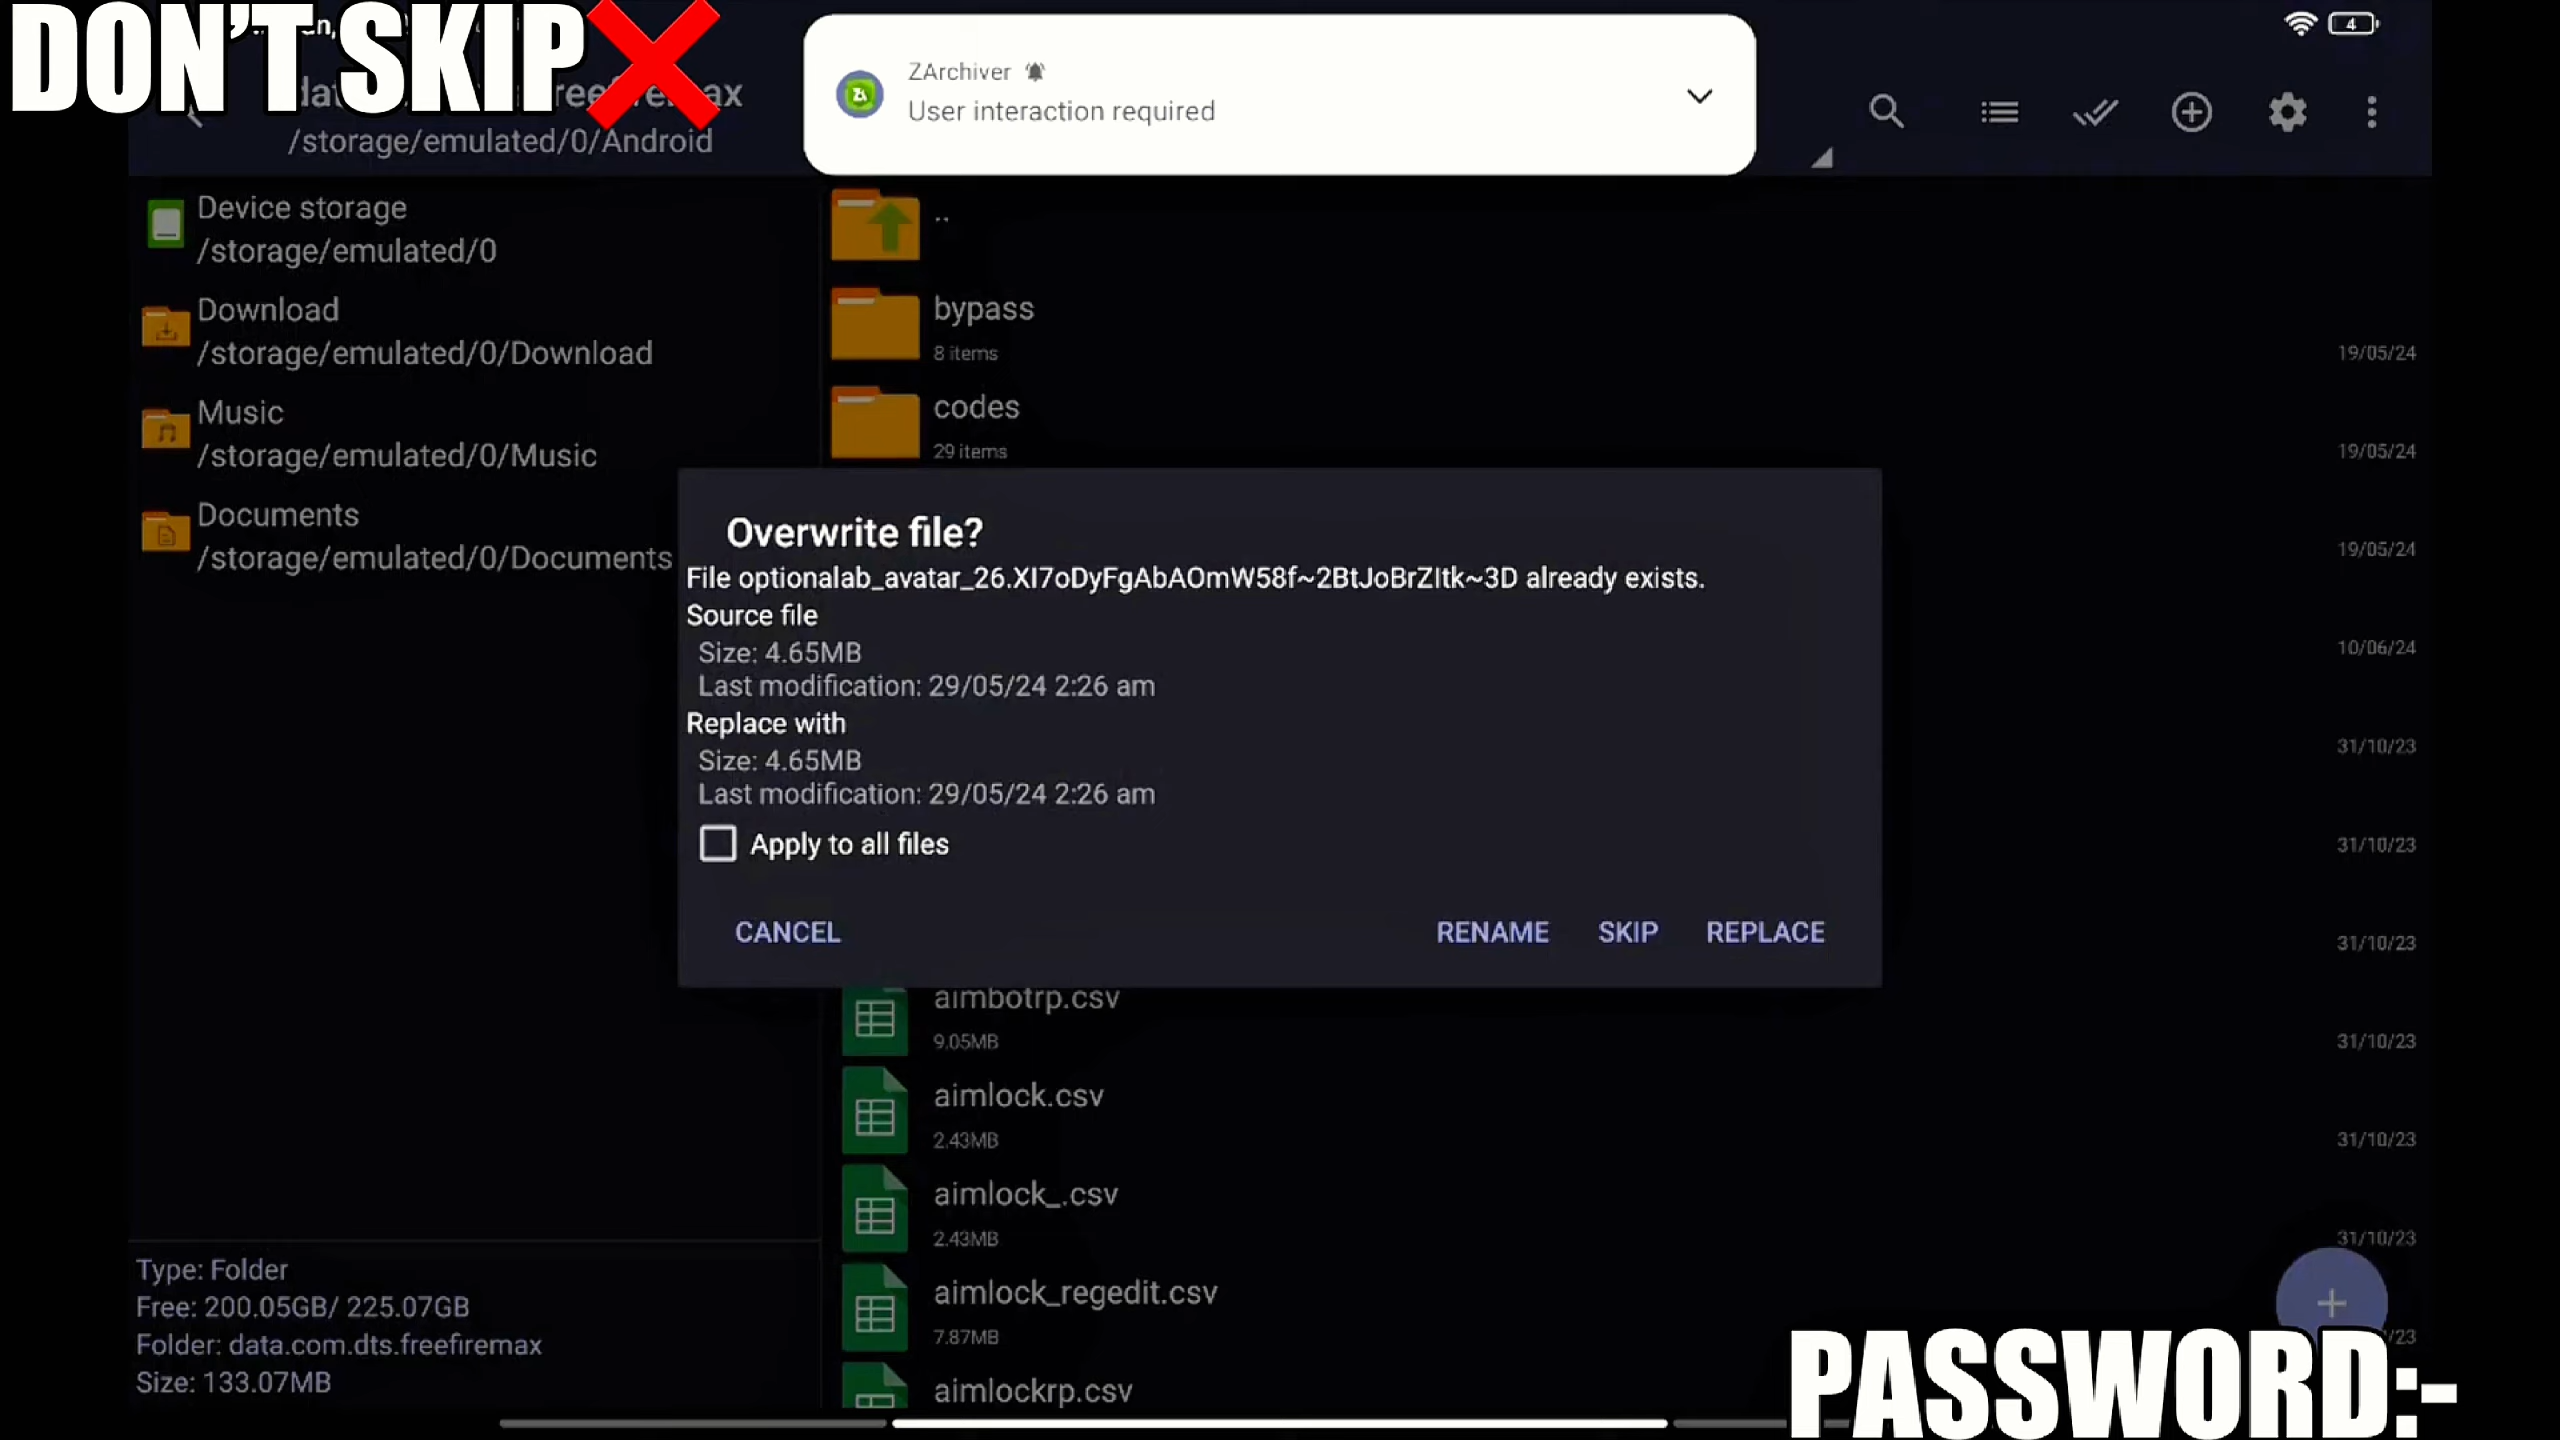 DON'T SKIP❌
/storage/emulated/0/Android
ZArchiver
User interaction required
4
Device storage
/storage/emulated/0
Download
/storage/emulated/0/Download
Music
/storage/emulated/0/Music
Documents
/storage/emulated/0/Documents
..
bypass
8 items
19/05/24
codes
29 items
19/05/24
19/05/24
10/06/24
31/10/23
31/10/23
31/10/23
Overwrite file?
File optionalab_avatar_26.XI7oDyFgAbAOmW58f~2BtJoBrZItk~3D already exists.
Source file
Size: 4.65MB
Last modification: 29/05/24 2:26 am
Replace with
Size: 4.65MB
Last modification: 29/05/24 2:26 am
Apply to all files
CANCEL
RENAME
SKIP
REPLACE
aimbotrp.csv
9.05MB
31/10/23
aimlock.csv
2.43MB
31/10/23
aimlock_.csv
2.43MB
31/10/23
aimlock_regedit.csv
7.87MB
/23
aimlockrp.csv
Type: Folder
Free: 200.05GB/ 225.07GB
Folder: data.com.dts.freefiremax
Size: 133.07MB
PASSWORD:-